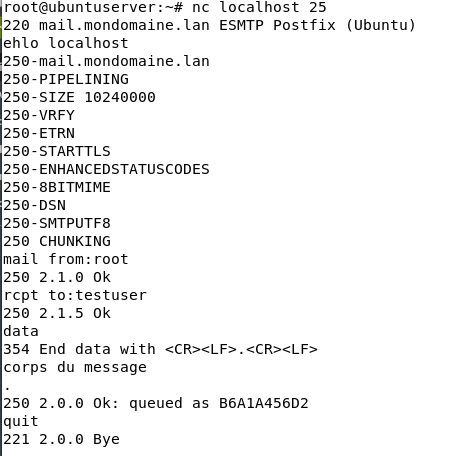 root@ubuntuserver:~# nc localhost 25
220 mail.mondomaine.lan ESMTP Postfix (Ubuntu)
ehlo localhost
250-mail.mondomaine.lan
250-PIPELINING
250-SIZE 10240000
250-VRFY
250-ETRN
250-STARTTLS
250-ENHANCEDSTATUSCODES
250-8BITMIME
250-DSN
250-SMTPUTF8
250 CHUNKING
mail from:root
250 2.1.0 Ok
rcpt to:testuser
250 2.1.5 Ok
data
354 End data with <CR><LF>.<CR><LF>
corps du message
.
250 2.0.0 Ok: queued as B6A1A456D2
quit
221 2.0.0 Bye